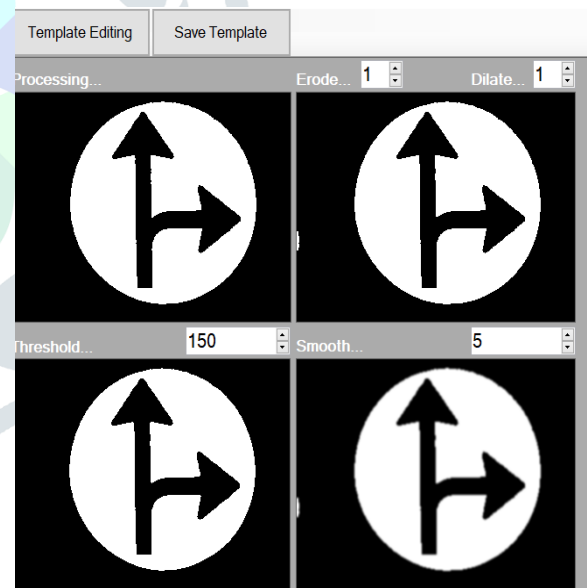 Template Editing Save Template
Processing... Erode... 1 Dilate... 1
Threshold... 150 Smooth... 5